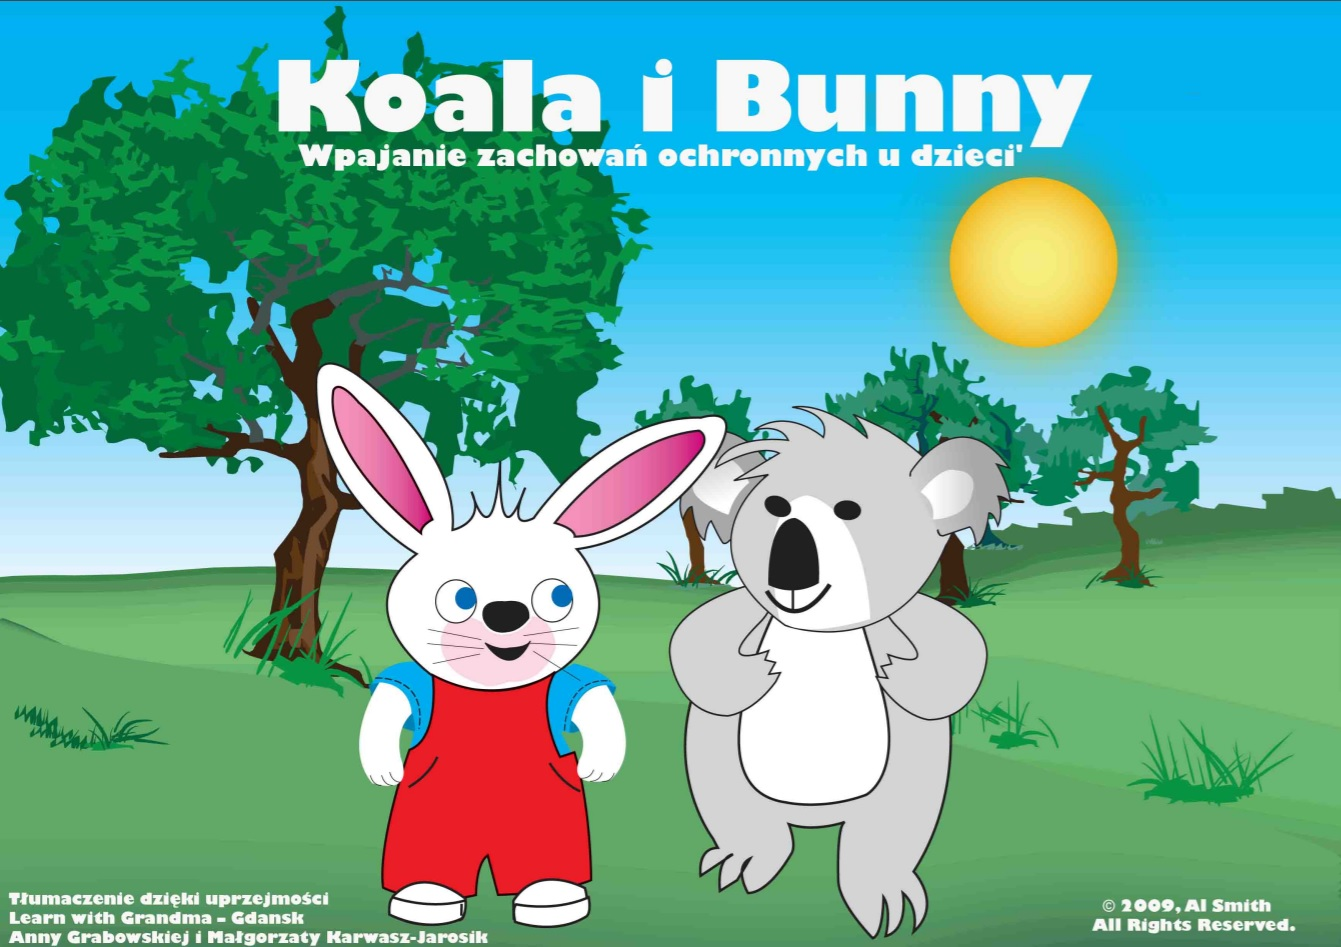 Koala i Bunny
Wpajanie zachowań ochronnych u dzieci'
Tłumaczenie dzięki uprzejmości
Learn with Grandma - Gdansk
Anny Grabowskiej i Małgorzaty Karwasz-Jarosik
© 2009, Al Smith
All Rights Reserved.